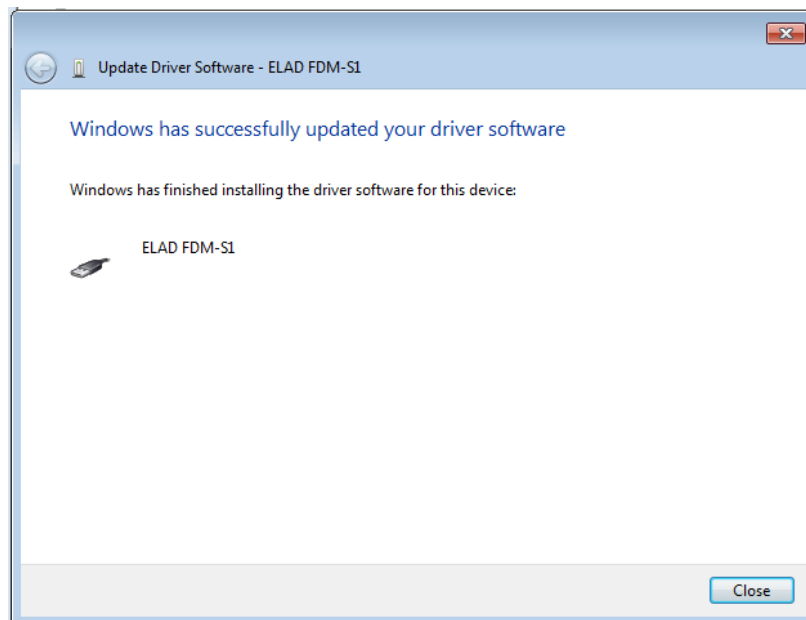 Update Driver Software - ELAD FDM-S1
Windows has successfully updated your driver software
Windows has finished installing the driver software for this device:
ELAD FDM-S1
Close